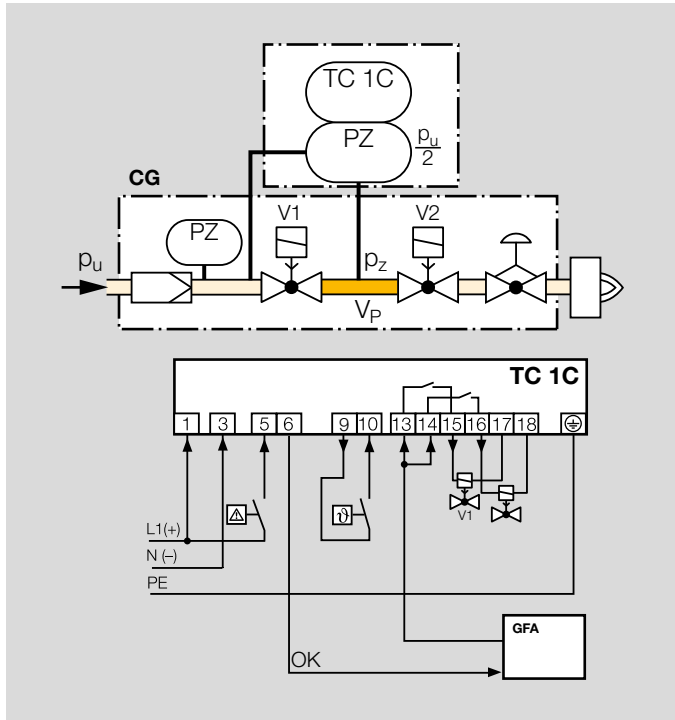 TC 1C
PZ
pu
2
CG
PZ
V1
V2
pu
pz
VP
TC 1C
1 3 5 6 9 10 13 14 15 16 17 18
L1(+)
N (–)
PE
ϑ
V1
GFA
OK